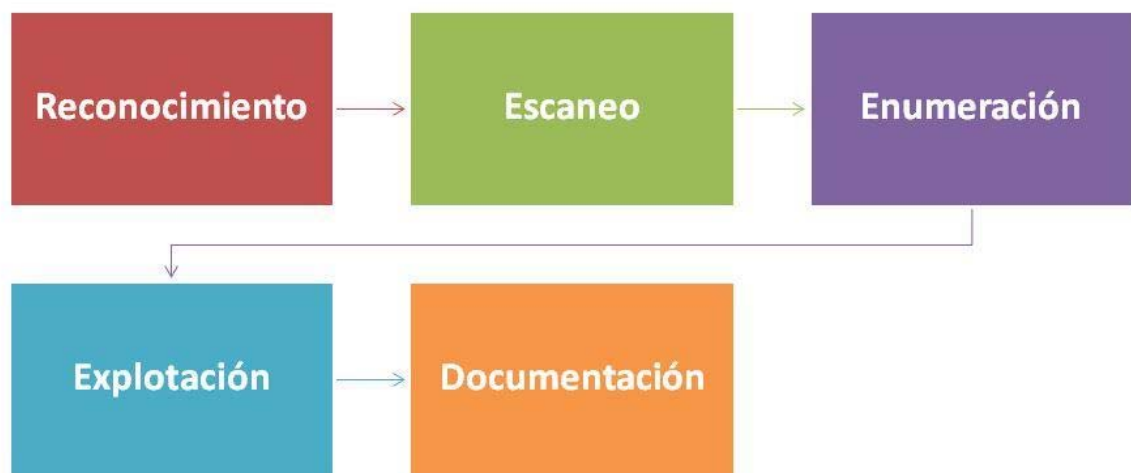 Reconocimiento
Escaneo
Enumeración
Explotación
Documentación